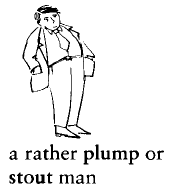 a rather plump or
stout man